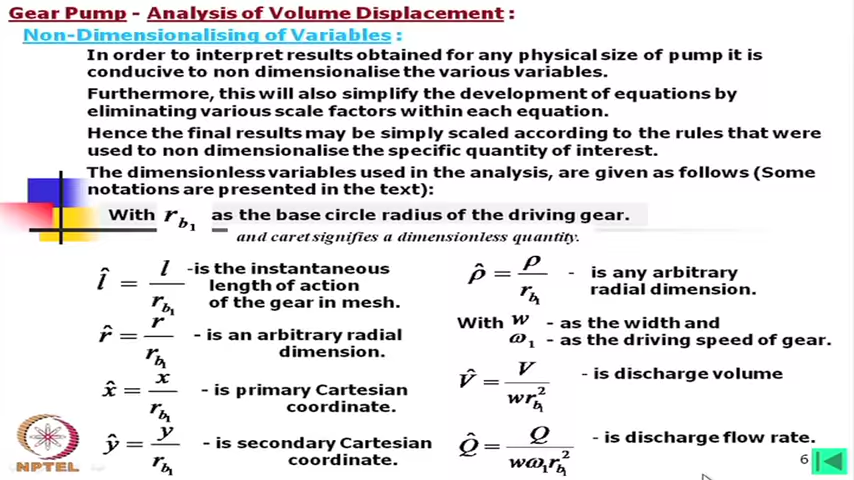 Gear Pump - Analysis of Volume Displacement :
Non-Dimensionalising of Variables :
In order to interpret results obtained for any physical size of pump it is
conducive to non dimensionalise the various variables.
Furthermore, this will also simplify the development of equations by
eliminating various scale factors within each equation.
Hence the final results may be simply scaled according to the rules that were
used to non dimensionalise the specific quantity of interest.
The dimensionless variables used in the analysis, are given as follows (Some
notations are presented in the text):
With r_{b_1} as the base circle radius of the driving gear.
and caret signifies a dimensionless quantity.
l̂ = l / r_{b_1} -is the instantaneous
length of action
of the gear in mesh.
r̂ = r / r_{b_1} - is an arbitrary radial
dimension.
x̂ = x / r_{b_1} - is primary Cartesian
coordinate.
ŷ = y / r_{b_1} - is secondary Cartesian
coordinate.
ρ̂ = ρ / r_{b_1} - is any arbitrary
radial dimension.
With w - as the width and
ω_1 - as the driving speed of gear.
V̂ = V / w r_{b_1}^2 - is discharge volume
Q̂ = Q / w ω_1 r_{b_1}^2 - is discharge flow rate.
NPTEL
6